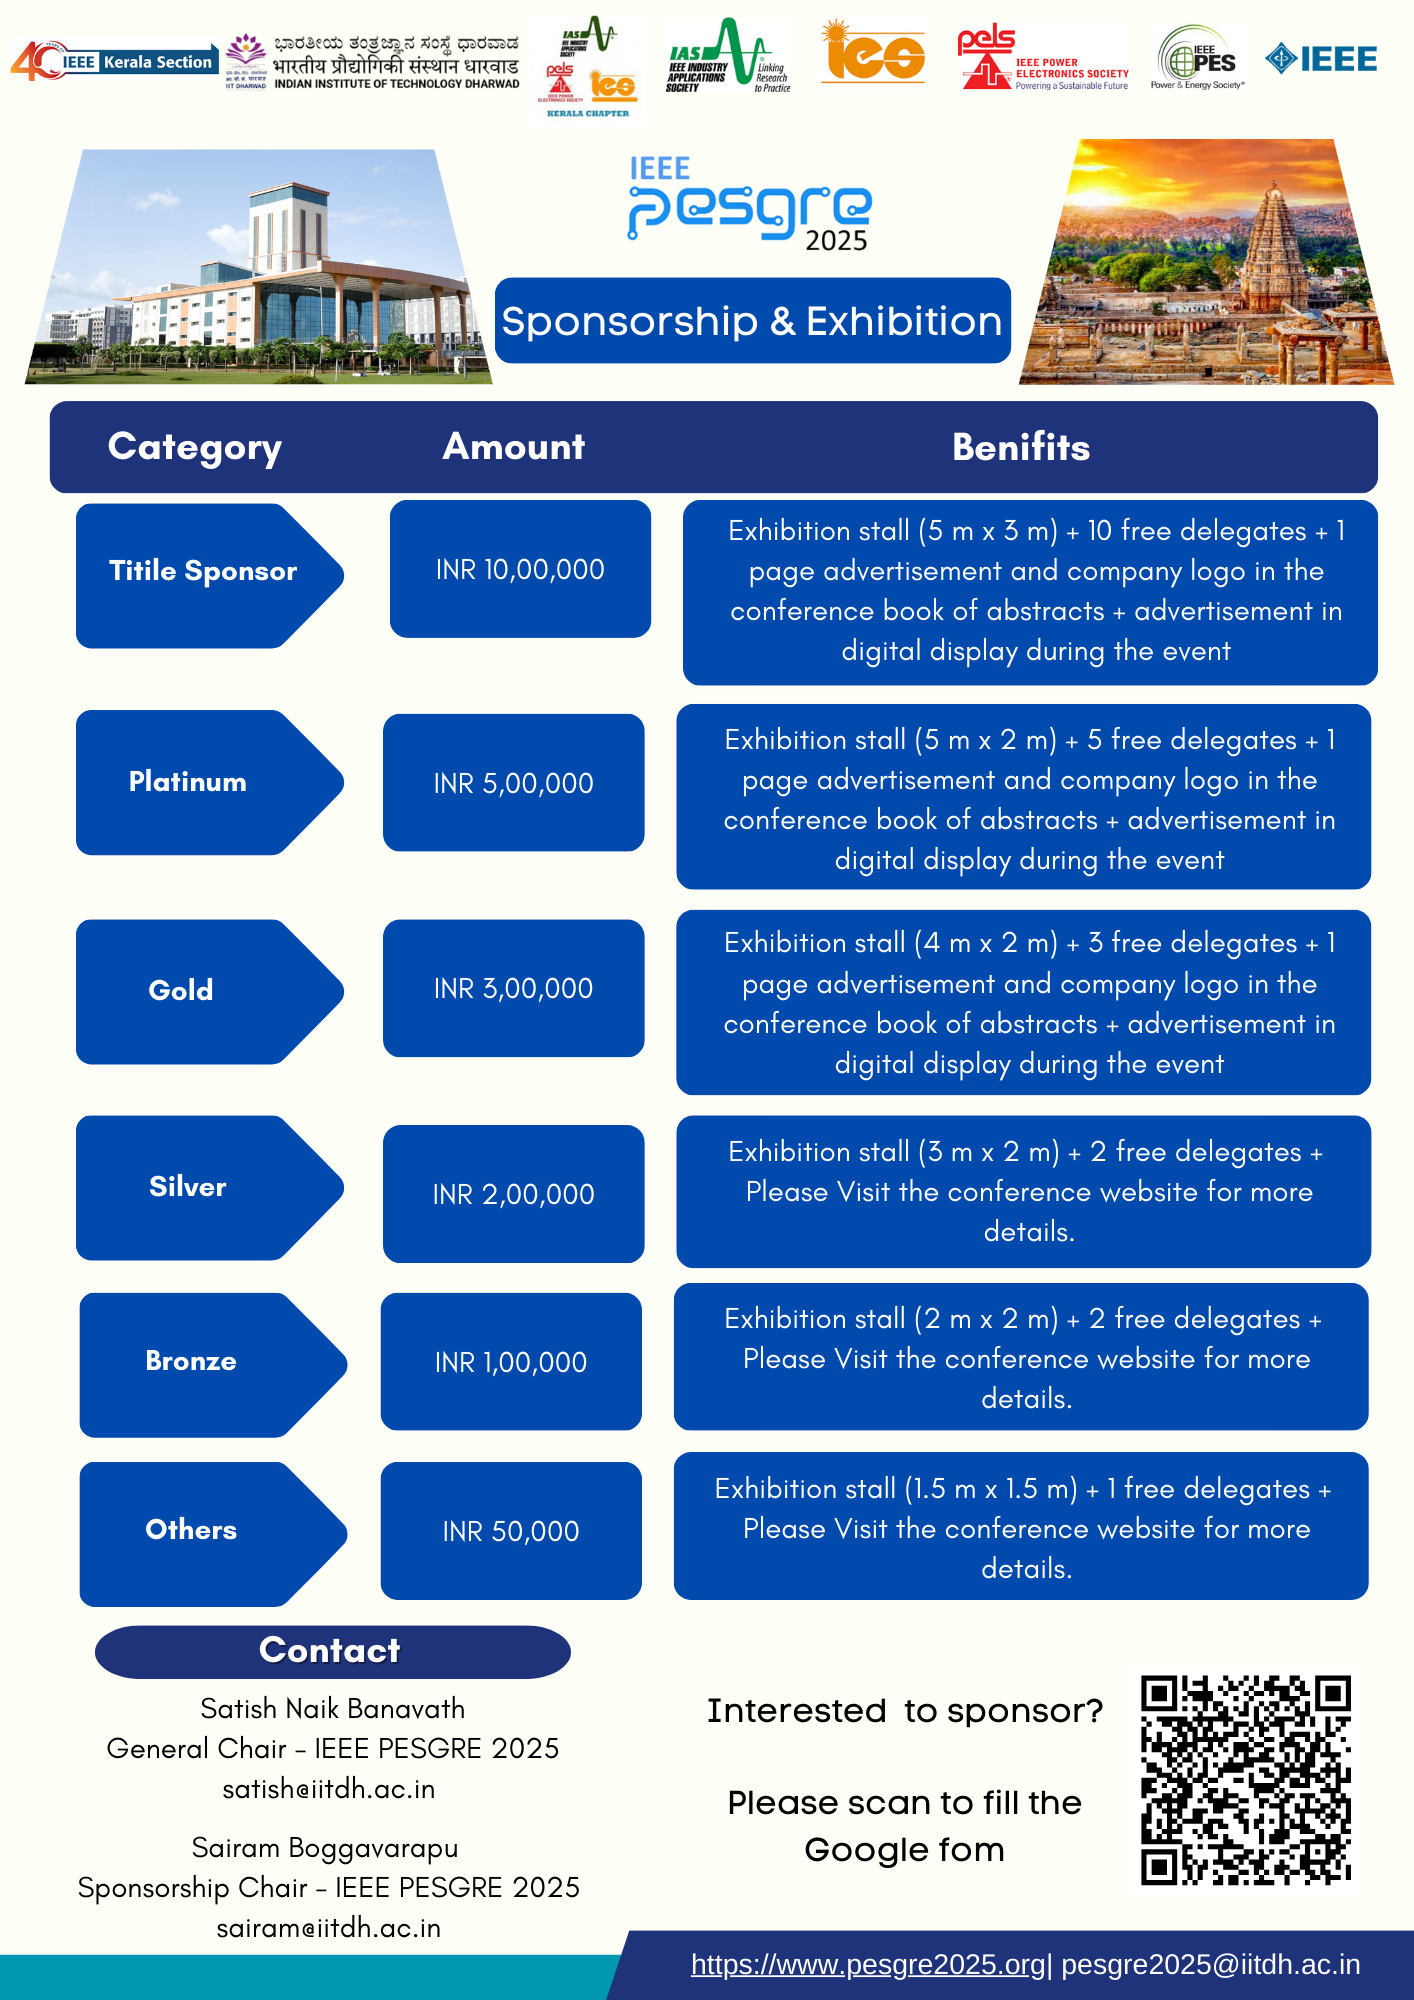 40 YEARS OF IEEE Kerala Section
ಭಾರತೀಯ ತಂತ್ರಜ್ಞಾನ ಸಂಸ್ಥೆ ಧಾರವಾಡ
भारतीय प्रौद्योगिकी संस्थान धारवाड
INDIAN INSTITUTE OF TECHNOLOGY DHARWAD
IIT DHARWAD
IAS
IEEE INDUSTRY
APPLICATIONS
SOCIETY
pels
IEEE POWER
ELECTRONICS SOCIETY
ies
KERALA CHAPTER
IAS
IEEE INDUSTRY
APPLICATIONS
SOCIETY
Linking
Research
to Practice
ies
pels
IEEE POWER
ELECTRONICS SOCIETY
Powering a Sustainable Future
IEEE
PES
Power & Energy Society®
IEEE
IEEE
pesgre
2025
Sponsorship & Exhibition
Category Amount Benifits
Titile Sponsor
INR 10,00,000
Exhibition stall (5 m x 3 m) + 10 free delegates + 1
page advertisement and company logo in the
conference book of abstracts + advertisement in
digital display during the event
Platinum
INR 5,00,000
Exhibition stall (5 m x 2 m) + 5 free delegates + 1
page advertisement and company logo in the
conference book of abstracts + advertisement in
digital display during the event
Gold
INR 3,00,000
Exhibition stall (4 m x 2 m) + 3 free delegates + 1
page advertisement and company logo in the
conference book of abstracts + advertisement in
digital display during the event
Silver
INR 2,00,000
Exhibition stall (3 m x 2 m) + 2 free delegates +
Please Visit the conference website for more
details.
Bronze
INR 1,00,000
Exhibition stall (2 m x 2 m) + 2 free delegates +
Please Visit the conference website for more
details.
Others
INR 50,000
Exhibition stall (1.5 m x 1.5 m) + 1 free delegates +
Please Visit the conference website for more
details.
Contact
Satish Naik Banavath
General Chair - IEEE PESGRE 2025
satish@iitdh.ac.in
Sairam Boggavarapu
Sponsorship Chair - IEEE PESGRE 2025
sairam@iitdh.ac.in
Interested to sponsor?
Please scan to fill the
Google fom
https://www.pesgre2025.org| pesgre2025@iitdh.ac.in